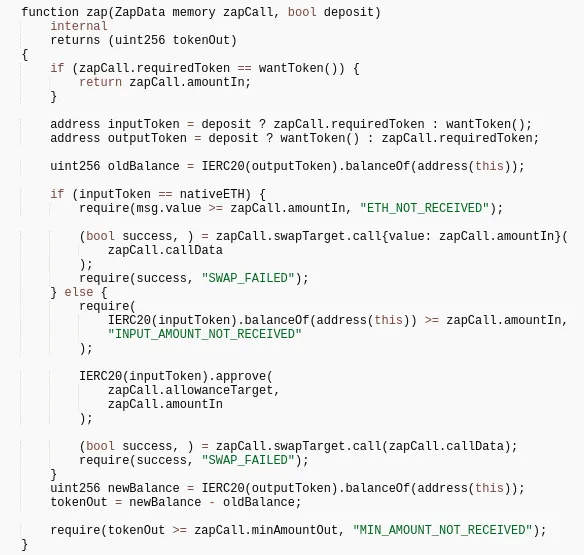 function zap(ZapData memory zapCall, bool deposit)
    internal
    returns (uint256 tokenOut)
{
    if (zapCall.requiredToken == wantToken()) {
        return zapCall.amountIn;
    }

    address inputToken = deposit ? zapCall.requiredToken : wantToken();
    address outputToken = deposit ? wantToken() : zapCall.requiredToken;

    uint256 oldBalance = IERC20(outputToken).balanceOf(address(this));

    if (inputToken == nativeETH) {
        require(msg.value >= zapCall.amountIn, "ETH_NOT_RECEIVED");

        (bool success, ) = zapCall.swapTarget.call{value: zapCall.amountIn}(
            zapCall.callData
        );
        require(success, "SWAP_FAILED");
    } else {
        require(
            IERC20(inputToken).balanceOf(address(this)) >= zapCall.amountIn,
            "INPUT_AMOUNT_NOT_RECEIVED"
        );

        IERC20(inputToken).approve(
            zapCall.allowanceTarget,
            zapCall.amountIn
        );

        (bool success, ) = zapCall.swapTarget.call(zapCall.callData);
        require(success, "SWAP_FAILED");
    }
    uint256 newBalance = IERC20(outputToken).balanceOf(address(this));
    tokenOut = newBalance - oldBalance;

    require(tokenOut >= zapCall.minAmountOut, "MIN_AMOUNT_NOT_RECEIVED");
}